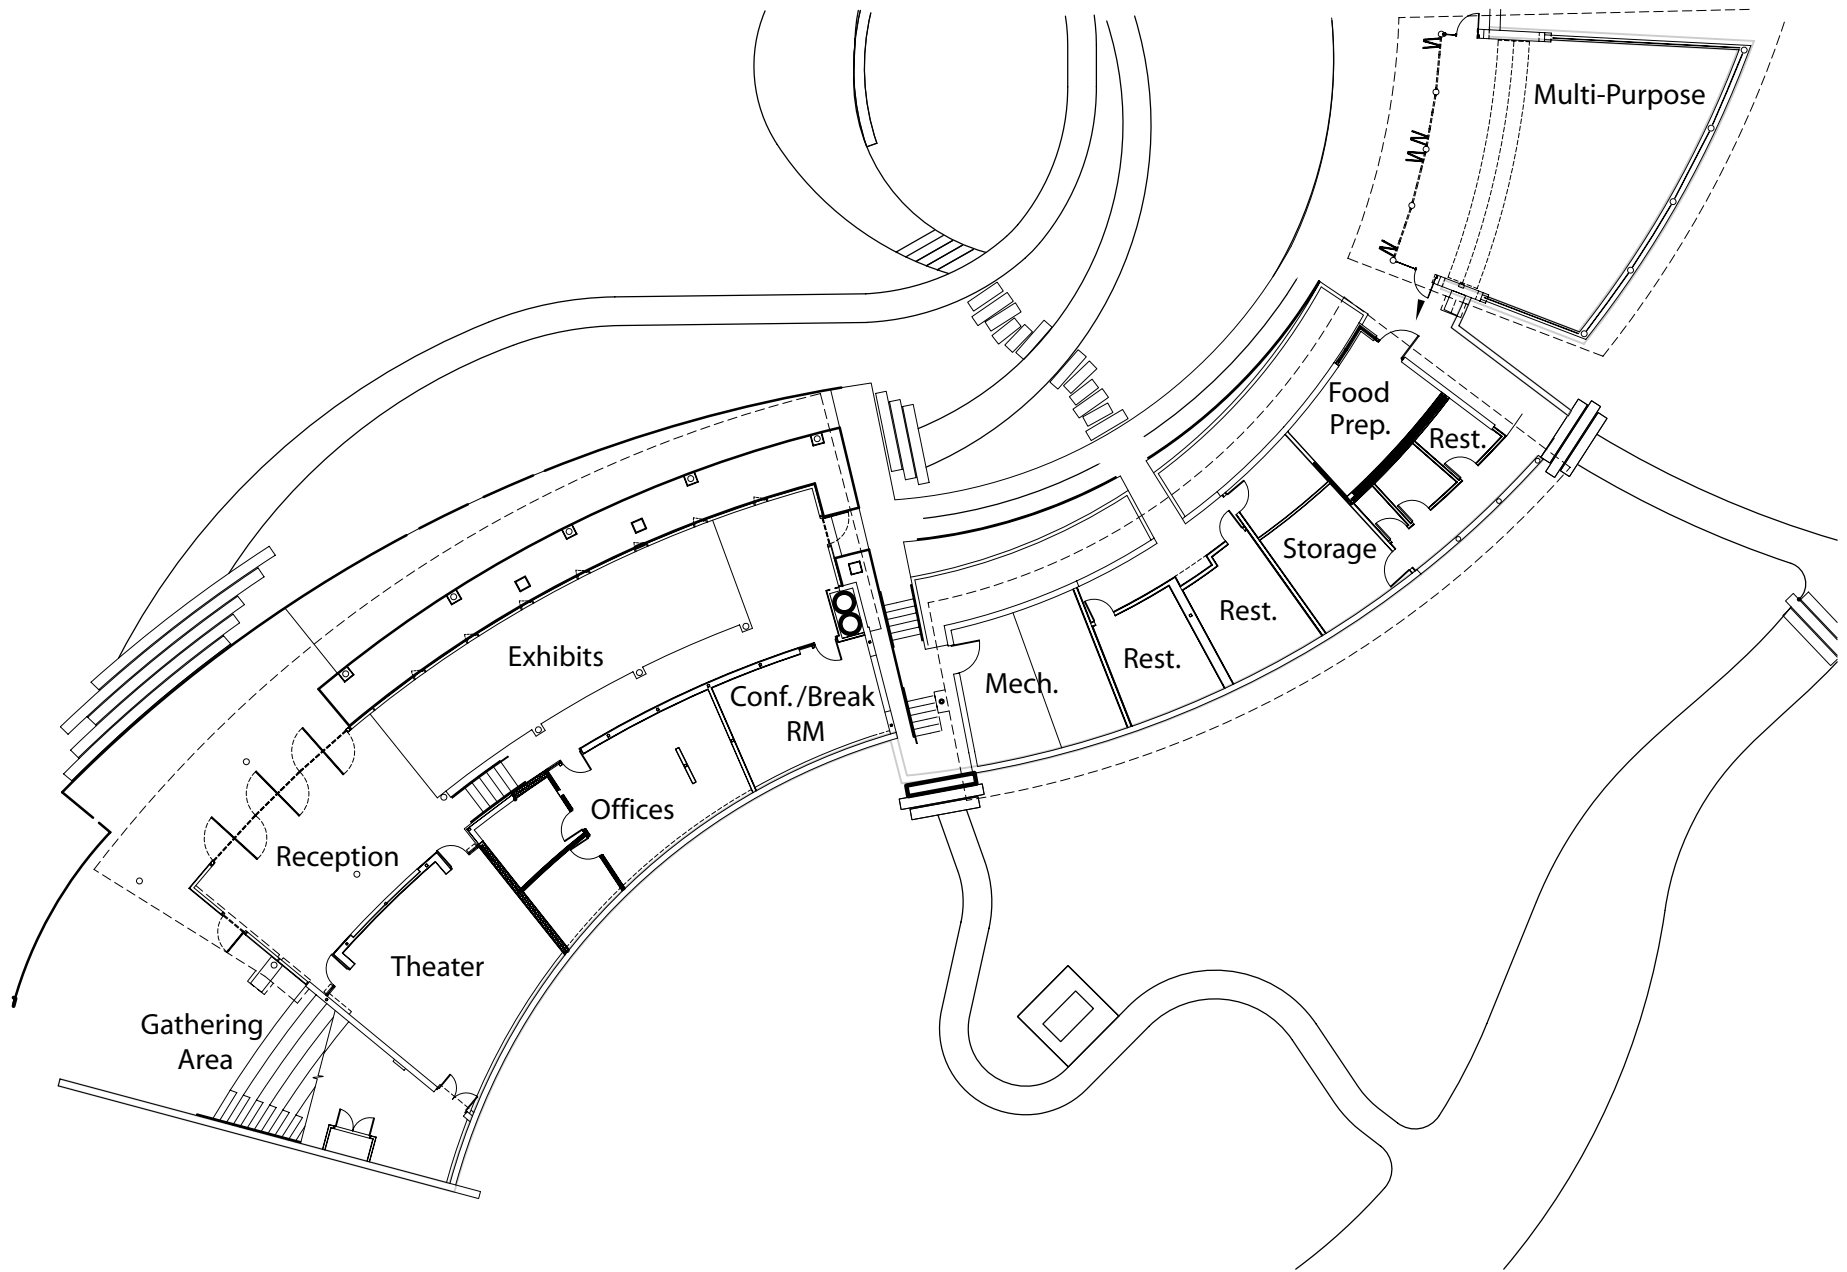 Multi-Purpose
Food
Prep.
Rest.
Storage
Rest.
Rest.
Mech.
Exhibits
Conf./Break
RM
Offices
Reception
Theater
Gathering
Area